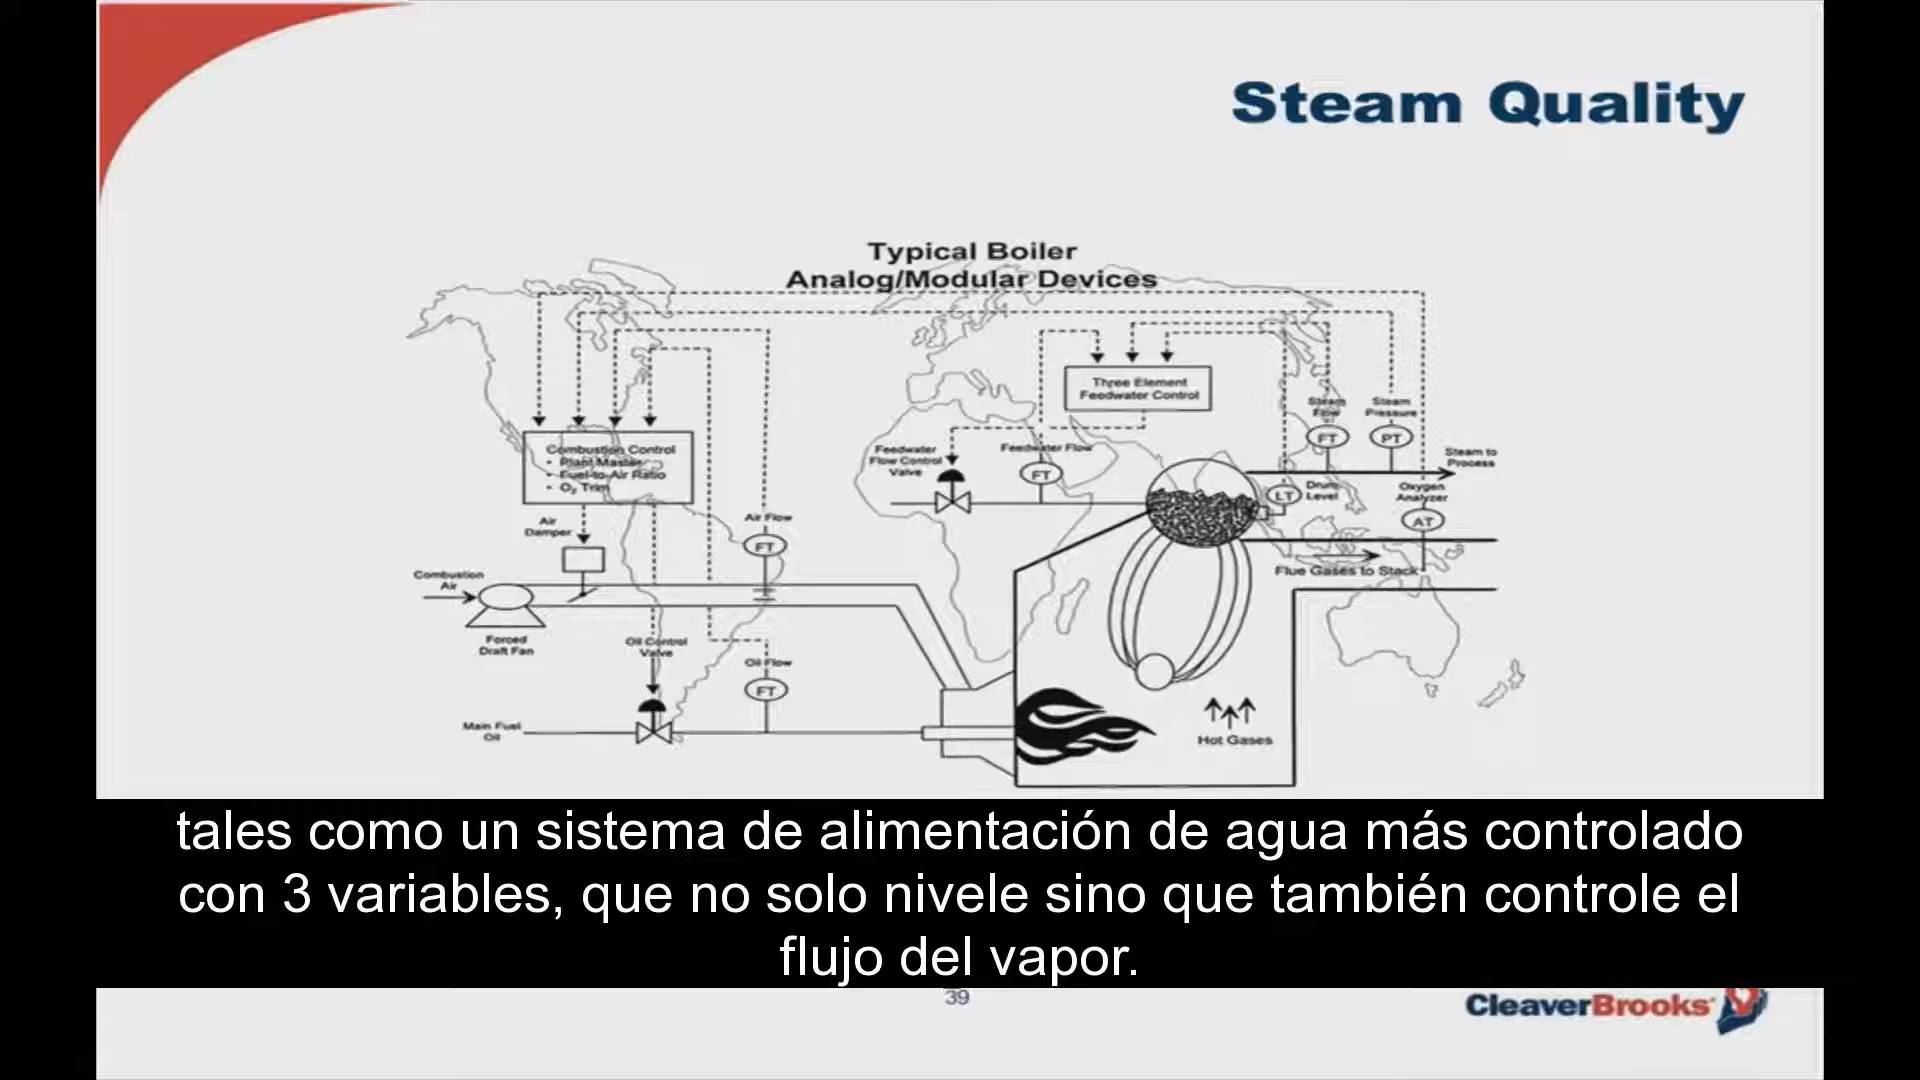 Steam Quality
Typical Boiler
Analog/Modular Devices
Three Element
Feedwater Control
Steam
Flow
FT
Steam
Pressure
PT
Steam to
Process
Combustion Control
• Plant Master
• Fuel-to-Air Ratio
• O₂ Trim
Feedwater
Flow Control
Valve
Feedwater Flow
FT
LT
Drum
Level
Oxygen
Analyzer
AT
Air
Damper
Air Flow
FT
Flue Gases to Stack
Combustion
Air
Forced
Draft Fan
Oil Control
Valve
Oil Flow
FT
Main Fuel
Oil
Hot Gases
tales como un sistema de alimentación de agua más controlado
con 3 variables, que no solo nivele sino que también controle el
flujo del vapor.
39
CleaverBrooks